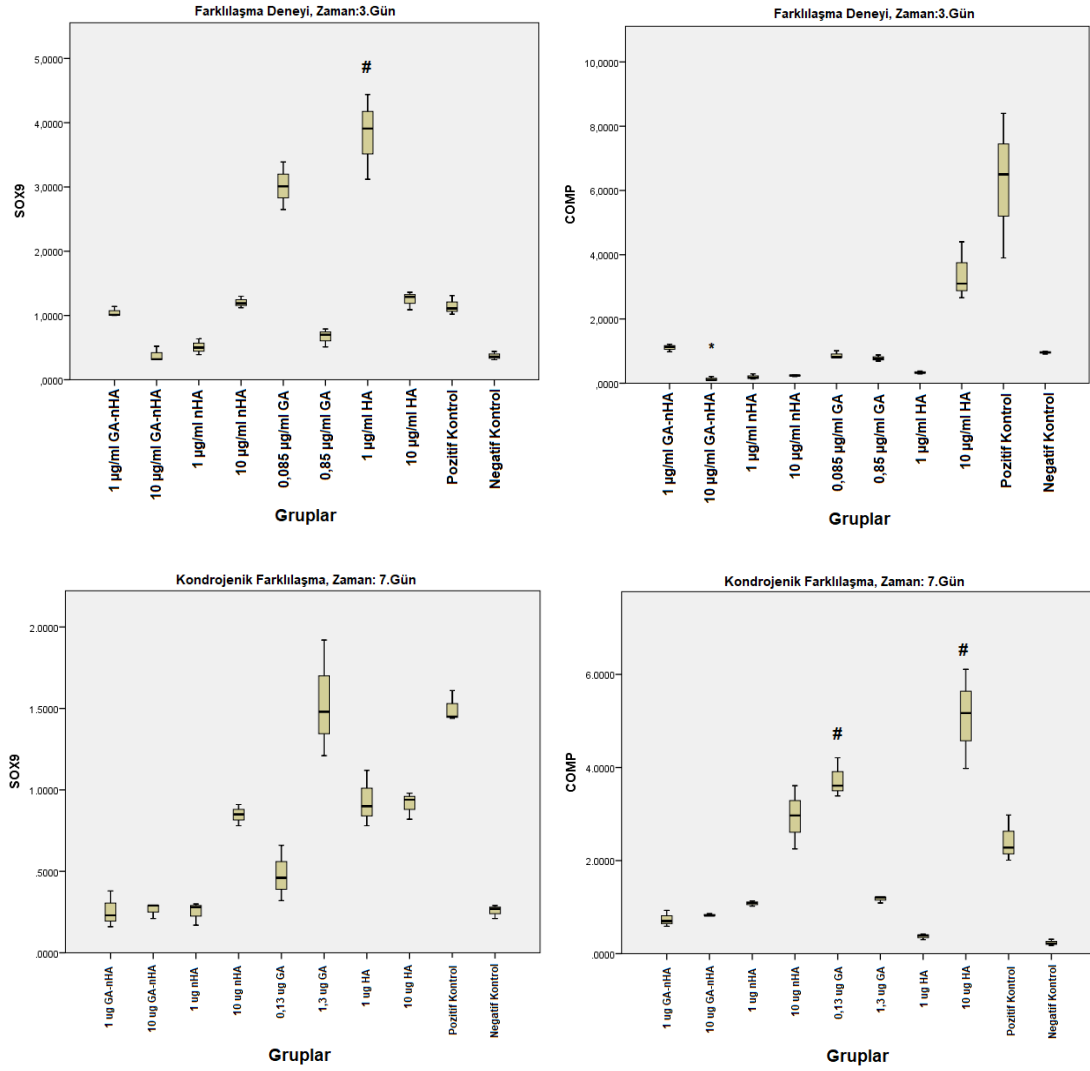 Farklılaşma Deneyi, Zaman:3.Gün
SOX9
5,0000
4,0000
3,0000
2,0000
1,0000
,0000
#
1 µg/ml GA-nHA
10 µg/ml GA-nHA
1 µg/ml nHA
10 µg/ml nHA
0,085 µg/ml GA
0,85 µg/ml GA
1 µg/ml HA
10 µg/ml HA
Pozitif Kontrol
Negatif Kontrol
Gruplar
Farklılaşma Deneyi, Zaman:3.Gün
COMP
10,0000
8,0000
6,0000
4,0000
2,0000
,0000
*
1 µg/ml GA-nHA
10 µg/ml GA-nHA
1 µg/ml nHA
10 µg/ml nHA
0,085 µg/ml GA
0,85 µg/ml GA
1 µg/ml HA
10 µg/ml HA
Pozitif Kontrol
Negatif Kontrol
Gruplar
Kondrojenik Farklılaşma, Zaman: 7.Gün
SOX9
2.0000
1.5000
1.0000
.5000
.0000
1 ug GA-nHA
10 ug GA-nHA
1 ug nHA
10 ug nHA
0,13 ug GA
1,3 ug GA
1 ug HA
10 ug HA
Pozitif Kontrol
Negatif Kontrol
Gruplar
Kondrojenik Farklılaşma, Zaman: 7.Gün
COMP
6.0000
4.0000
2.0000
.0000
#
#
1 ug GA-nHA
10 ug GA-nHA
1 ug nHA
10 ug nHA
0,13 ug GA
1,3 ug GA
1 ug HA
10 ug HA
Pozitif Kontrol
Negatif Kontrol
Gruplar